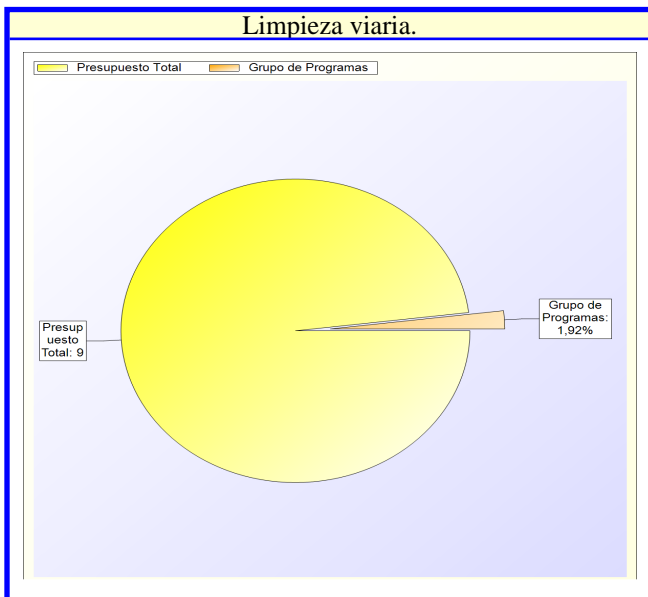 Limpieza viaria.
Presupuesto Total
Grupo de Programas
Presup
uesto
Total: 9
Grupo de
Programas:
1,92%